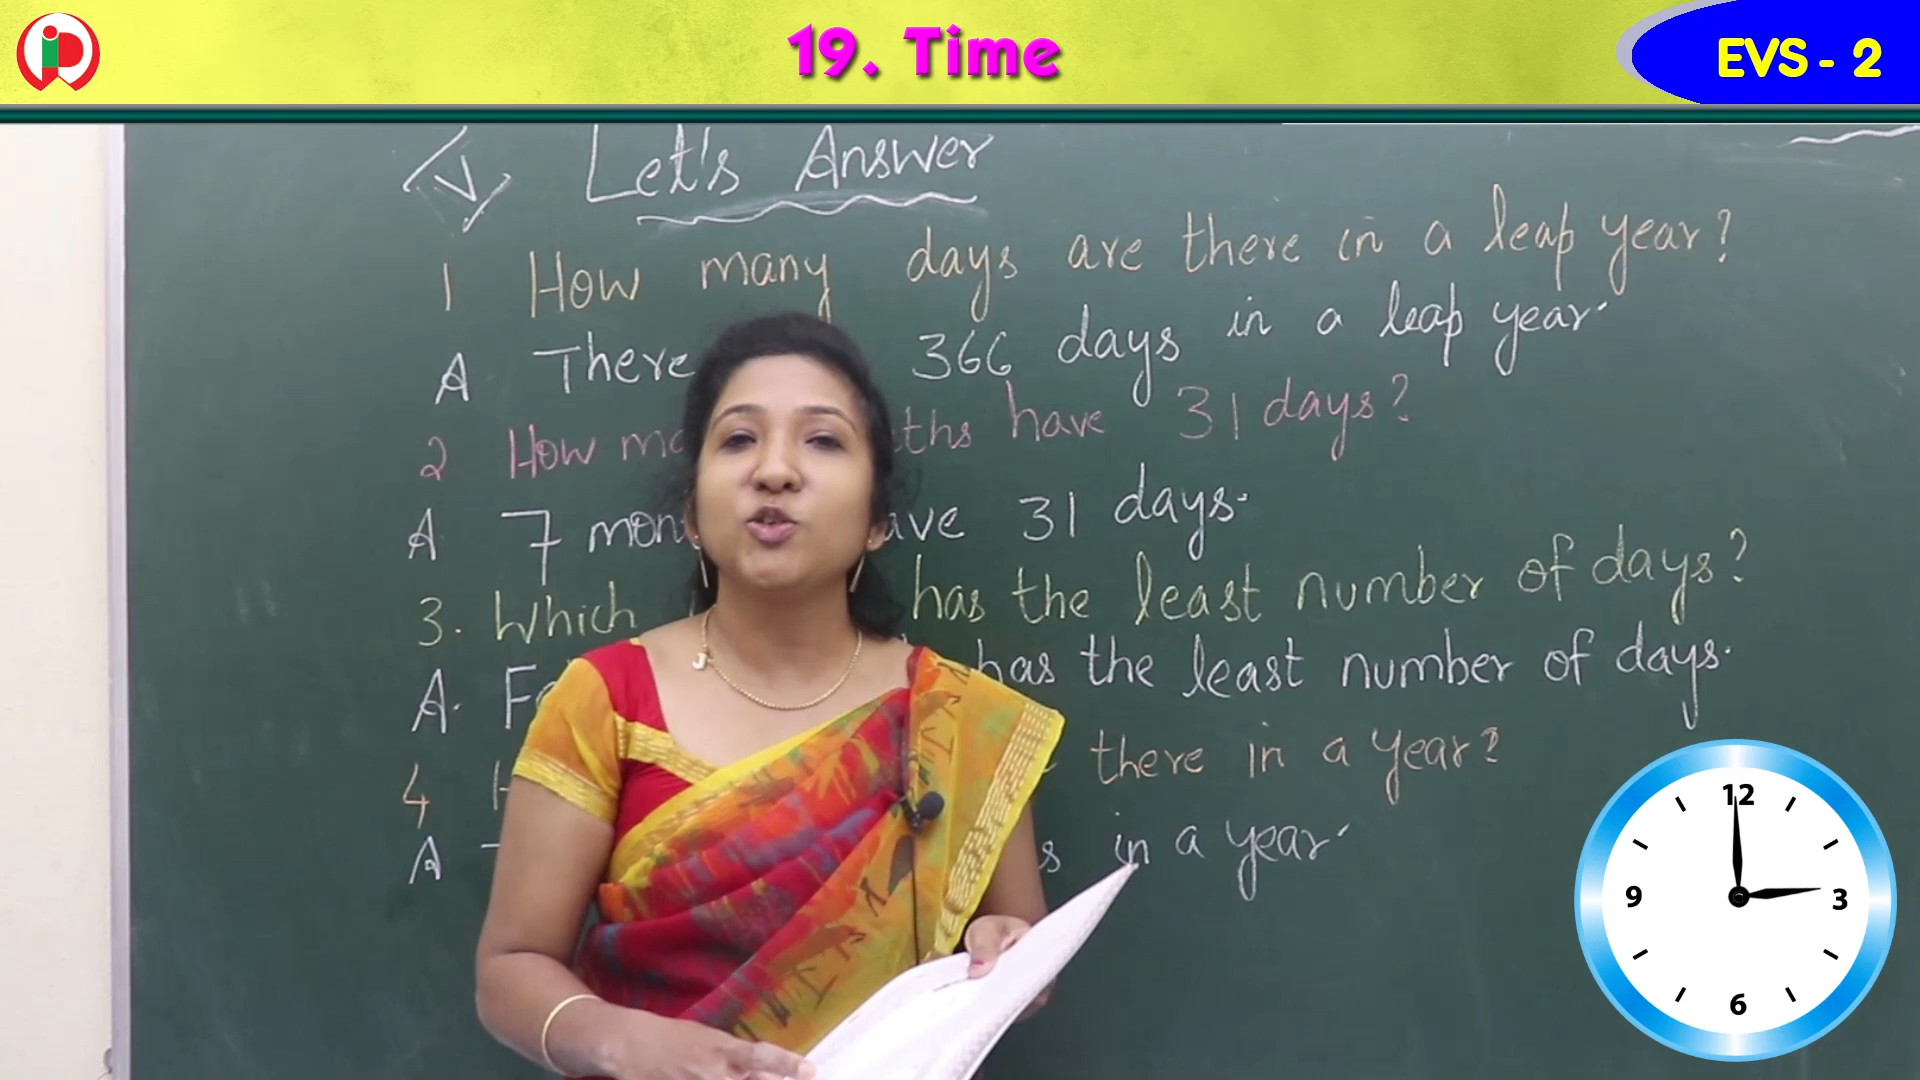 19. Time
EVS - 2
V Let's Answer
1 How many days are there in a leap year?
A There 366 days in a leap year.
2 How ths have 31 days?
A 7 mon ave 31 days.
3. Which has the least number of days?
A. has the least number of days.
4 there in a year?
A in a year.
12
9
3
6